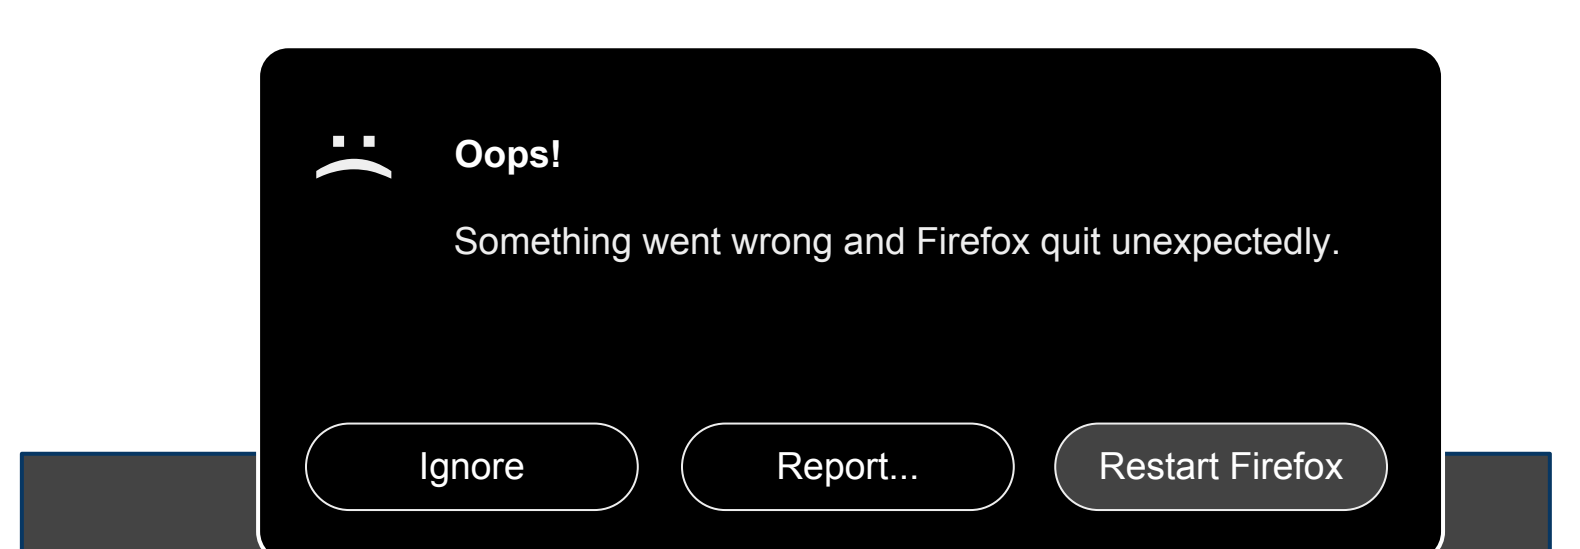 Oops!
Something went wrong and Firefox quit unexpectedly.
Ignore
Report...
Restart Firefox